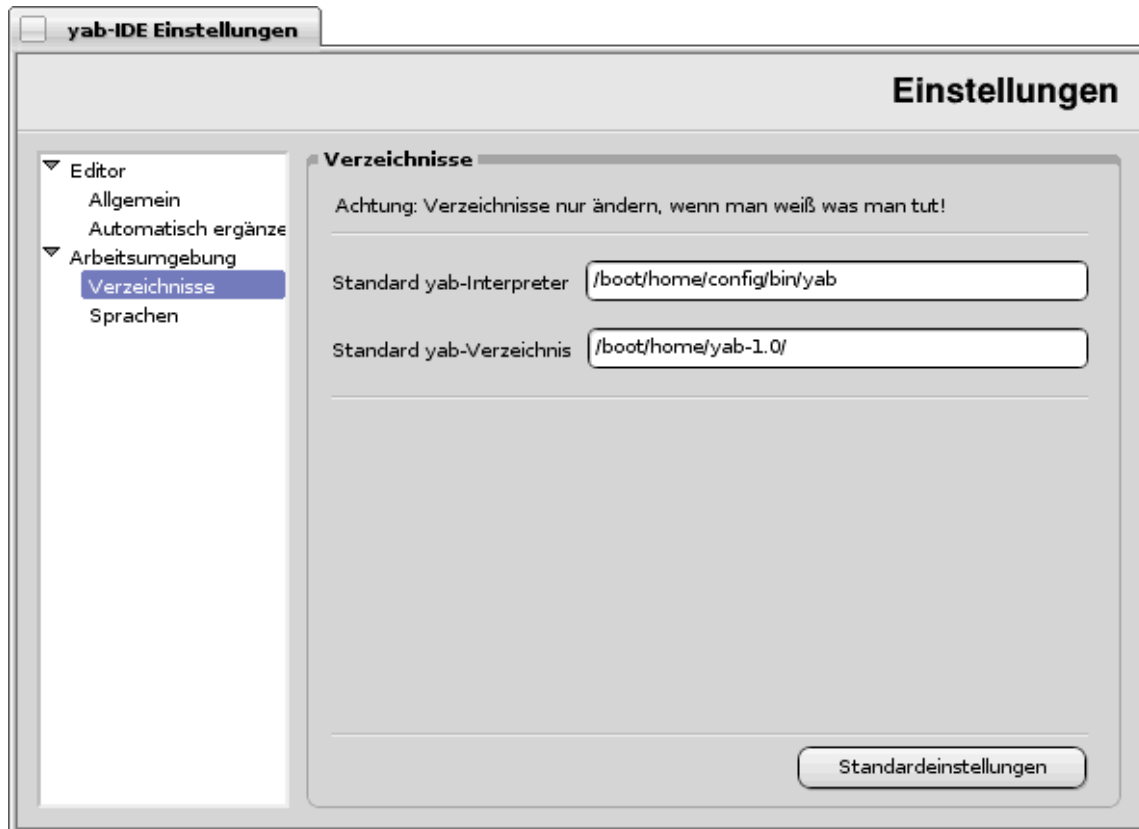 yab-IDE Einstellungen
Einstellungen
Editor
Allgemein
Automatisch ergänze
Arbeitsumgebung
Verzeichnisse
Sprachen
Verzeichnisse
Achtung: Verzeichnisse nur ändern, wenn man weiß was man tut!
Standard yab-Interpreter /boot/home/config/bin/yab
Standard yab-Verzeichnis /boot/home/yab-1.0/
Standardeinstellungen